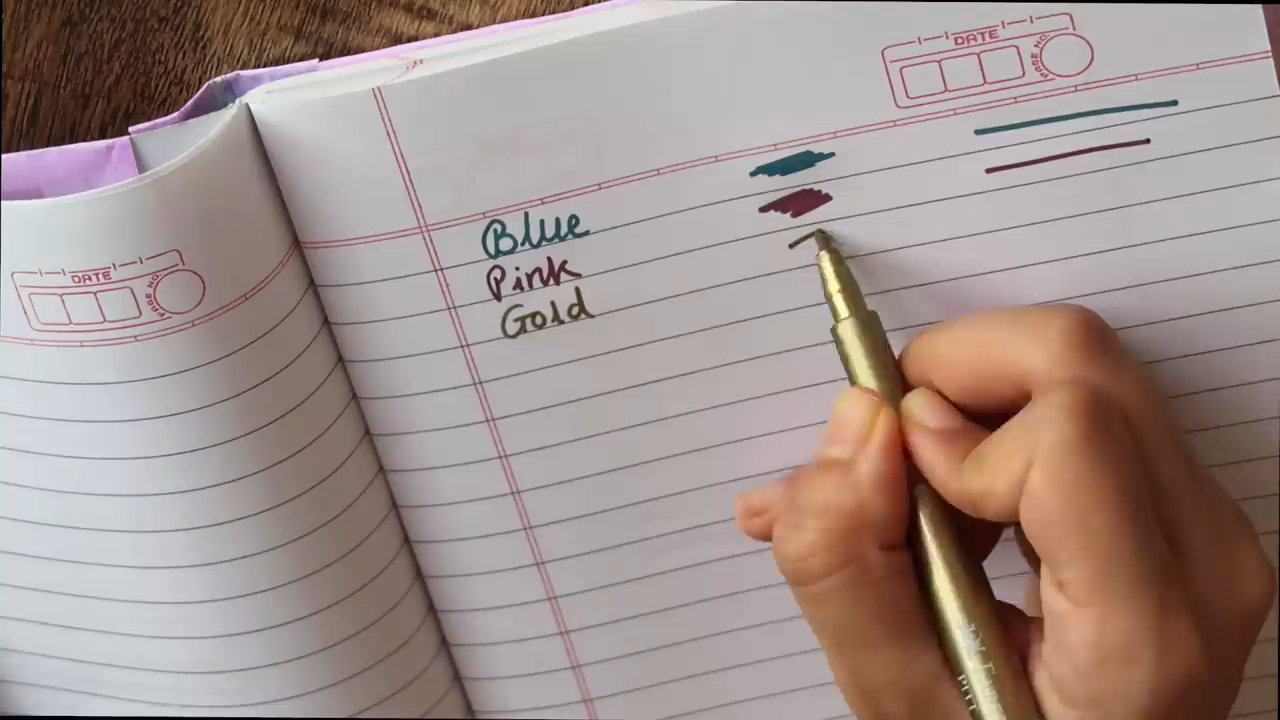 DATE
PAGE NO.
DATE
PAGE NO.
Blue
Pink
Gold